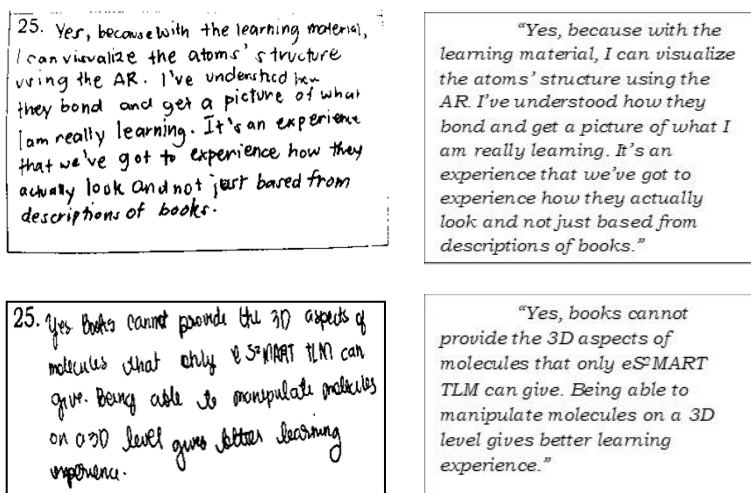 25. Yes, because with the learning material,
I can visualize the atoms' structure
using the AR. I've understood how
they bond and get a picture of what
I am really learning. It's an experience
that we've got to experience how they
actually look and not just based from
descriptions of books.
"Yes, because with the
learning material, I can visualize
the atoms' structure using the
AR. I've understood how they
bond and get a picture of what I
am really learning. It's an
experience that we've got to
experience how they actually
look and not just based from
descriptions of books."
25. Yes Books cannot provide the 3D aspects of
molecules that only eS²MART TLM can
give. Being able to manipulate molecules
on a 3D level gives better learning
experience.
"Yes, books cannot
provide the 3D aspects of
molecules that only eS²MART
TLM can give. Being able to
manipulate molecules on a 3D
level gives better learning
experience."